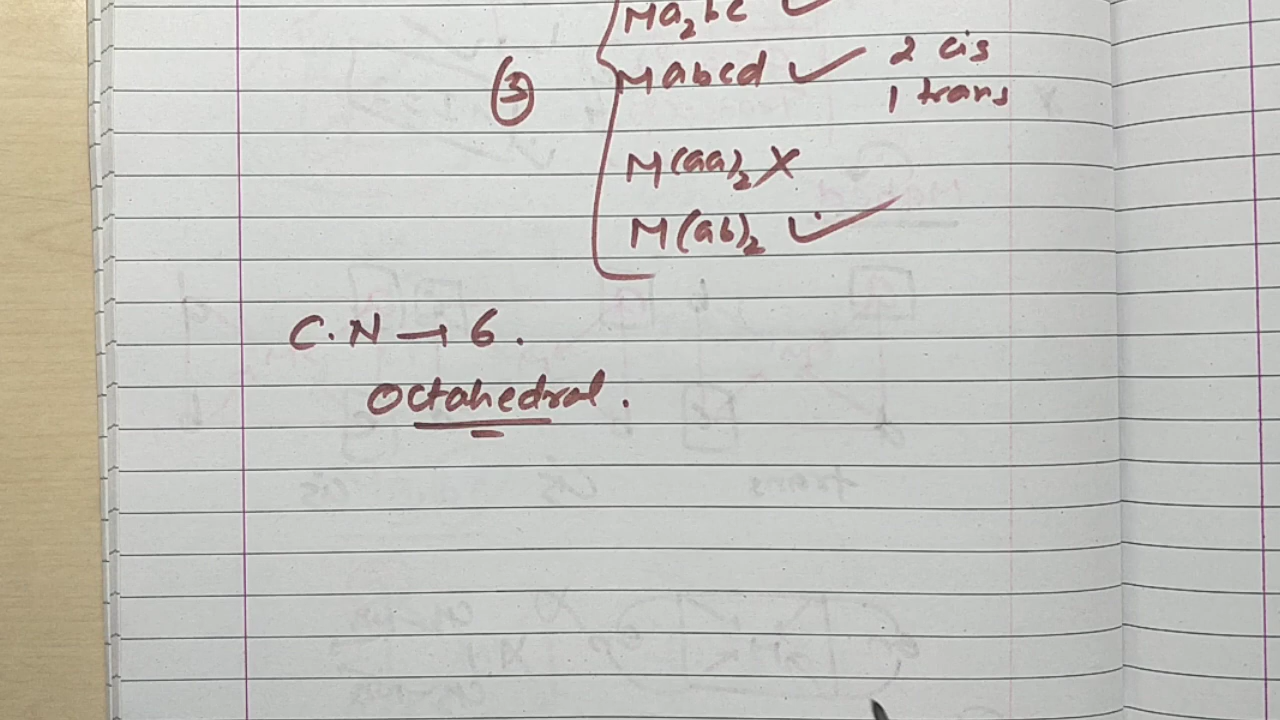 Ma₂bc ✓
③ Mabcd ✓ 2 cis
1 trans
M(aa)₂ X
M(ab)₂ ✓
C.N → 6.
Octahedral.